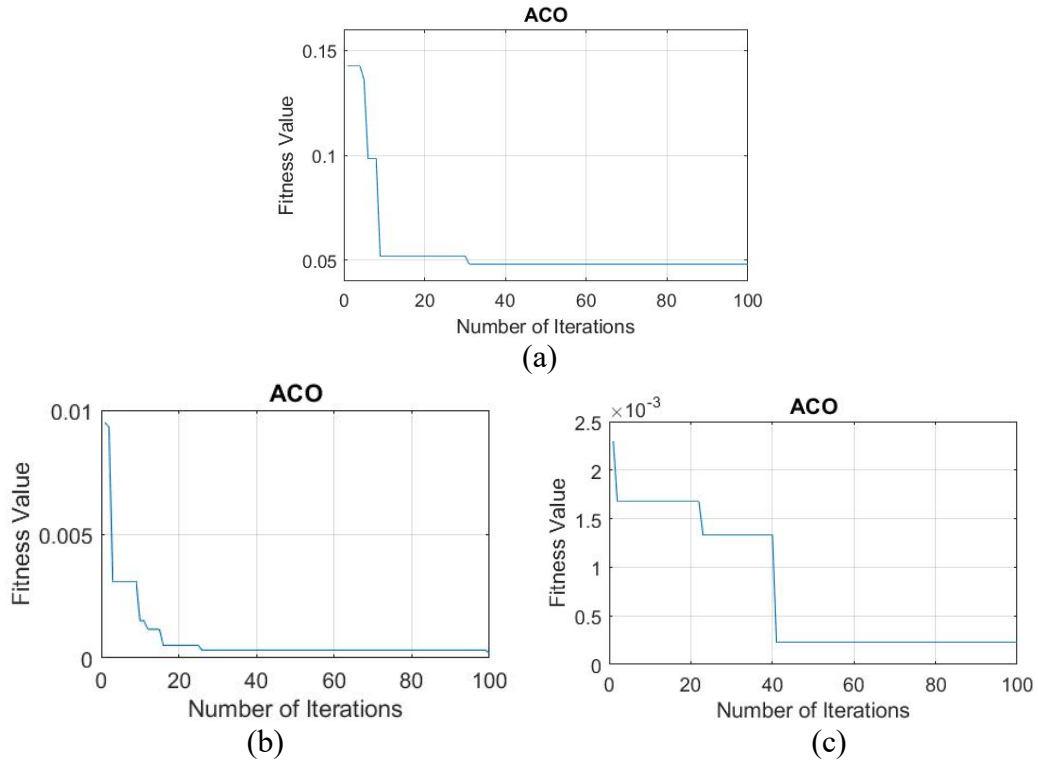 ACO
0.15
0.1
0.05
Fitness Value
0 20 40 60 80 100
Number of Iterations
(a)
ACO
0.01
0.005
0
Fitness Value
0 20 40 60 80 100
Number of Iterations
(b)
ACO
×10-3
2.5
2
1.5
1
0.5
0
Fitness Value
0 20 40 60 80 100
Number of Iterations
(c)